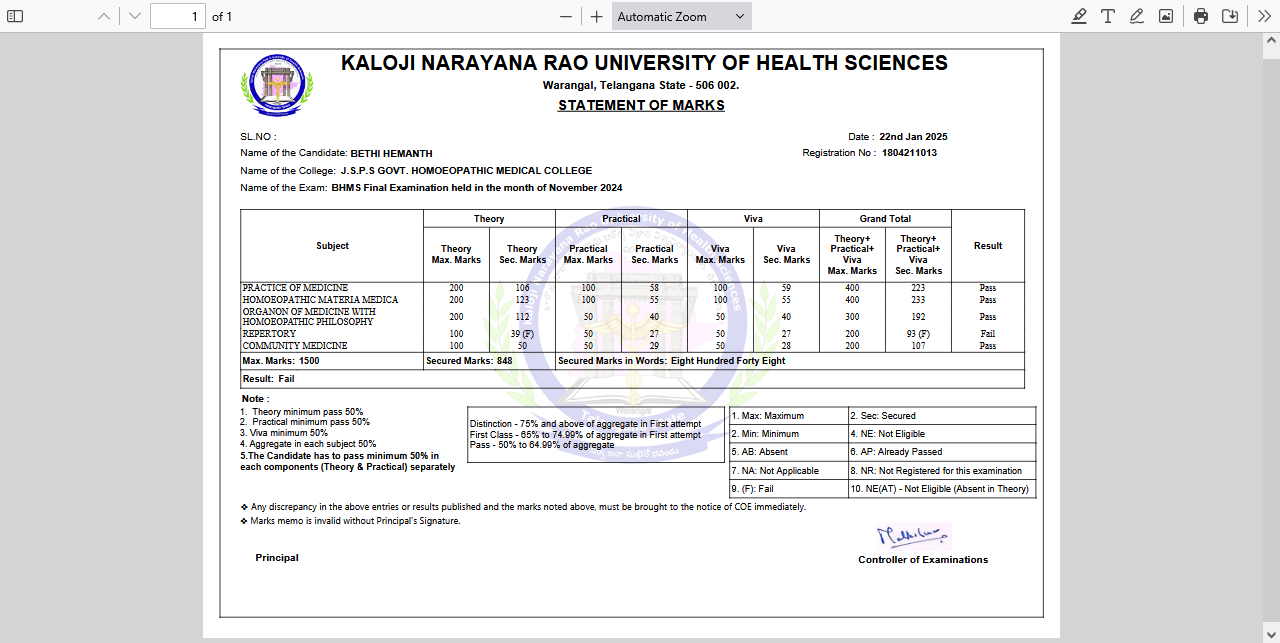 1 of 1 Automatic Zoom
KALOJI NARAYANA RAO UNIVERSITY OF HEALTH SCIENCES
Warangal, Telangana State - 506 002.
STATEMENT OF MARKS
SL.NO : Date : 22nd Jan 2025
Name of the Candidate: BETHI HEMANTH Registration No : 1804211013
Name of the College: J.S.P.S GOVT. HOMOEOPATHIC MEDICAL COLLEGE
Name of the Exam: BHMS Final Examination held in the month of November 2024
Subject Theory Practical Viva Grand Total Result
Theory Max. Marks Theory Sec. Marks Practical Max. Marks Practical Sec. Marks Viva Max. Marks Viva Sec. Marks Theory+ Practical+ Viva Max. Marks Theory+ Practical+ Viva Sec. Marks
PRACTICE OF MEDICINE 200 106 100 58 100 59 400 223 Pass
HOMOEOPATHIC MATERIA MEDICA 200 123 100 55 100 55 400 233 Pass
ORGANON OF MEDICINE WITH
HOMOEOPATHIC PHILOSOPHY 200 112 50 40 50 40 300 192 Pass
REPERTORY 100 39 (F) 50 27 50 27 200 93 (F) Fail
COMMUNITY MEDICINE 100 50 50 29 50 28 200 107 Pass
Max. Marks: 1500 Secured Marks: 848 Secured Marks in Words: Eight Hundred Forty Eight
Result: Fail
Note :
1. Theory minimum pass 50%
2. Practical minimum pass 50%
3. Viva minimum 50%
4. Aggregate in each subject 50%
5.The Candidate has to pass minimum 50% in
each components (Theory & Practical) separately
Distinction - 75% and above of aggregate in First attempt
First Class - 65% to 74.99% of aggregate in First attempt
Pass - 50% to 64.99% of aggregate
1. Max: Maximum 2. Sec: Secured
2. Min: Minimum 4. NE: Not Eligible
5. AB: Absent 6. AP: Already Passed
7. NA: Not Applicable 8. NR: Not Registered for this examination
9. (F): Fail 10. NE(AT) - Not Eligible (Absent in Theory)
❖ Any discrepancy in the above entries or results published and the marks noted above, must be brought to the notice of COE immediately.
❖ Marks memo is invalid without Principal's Signature.
Principal Controller of Examinations